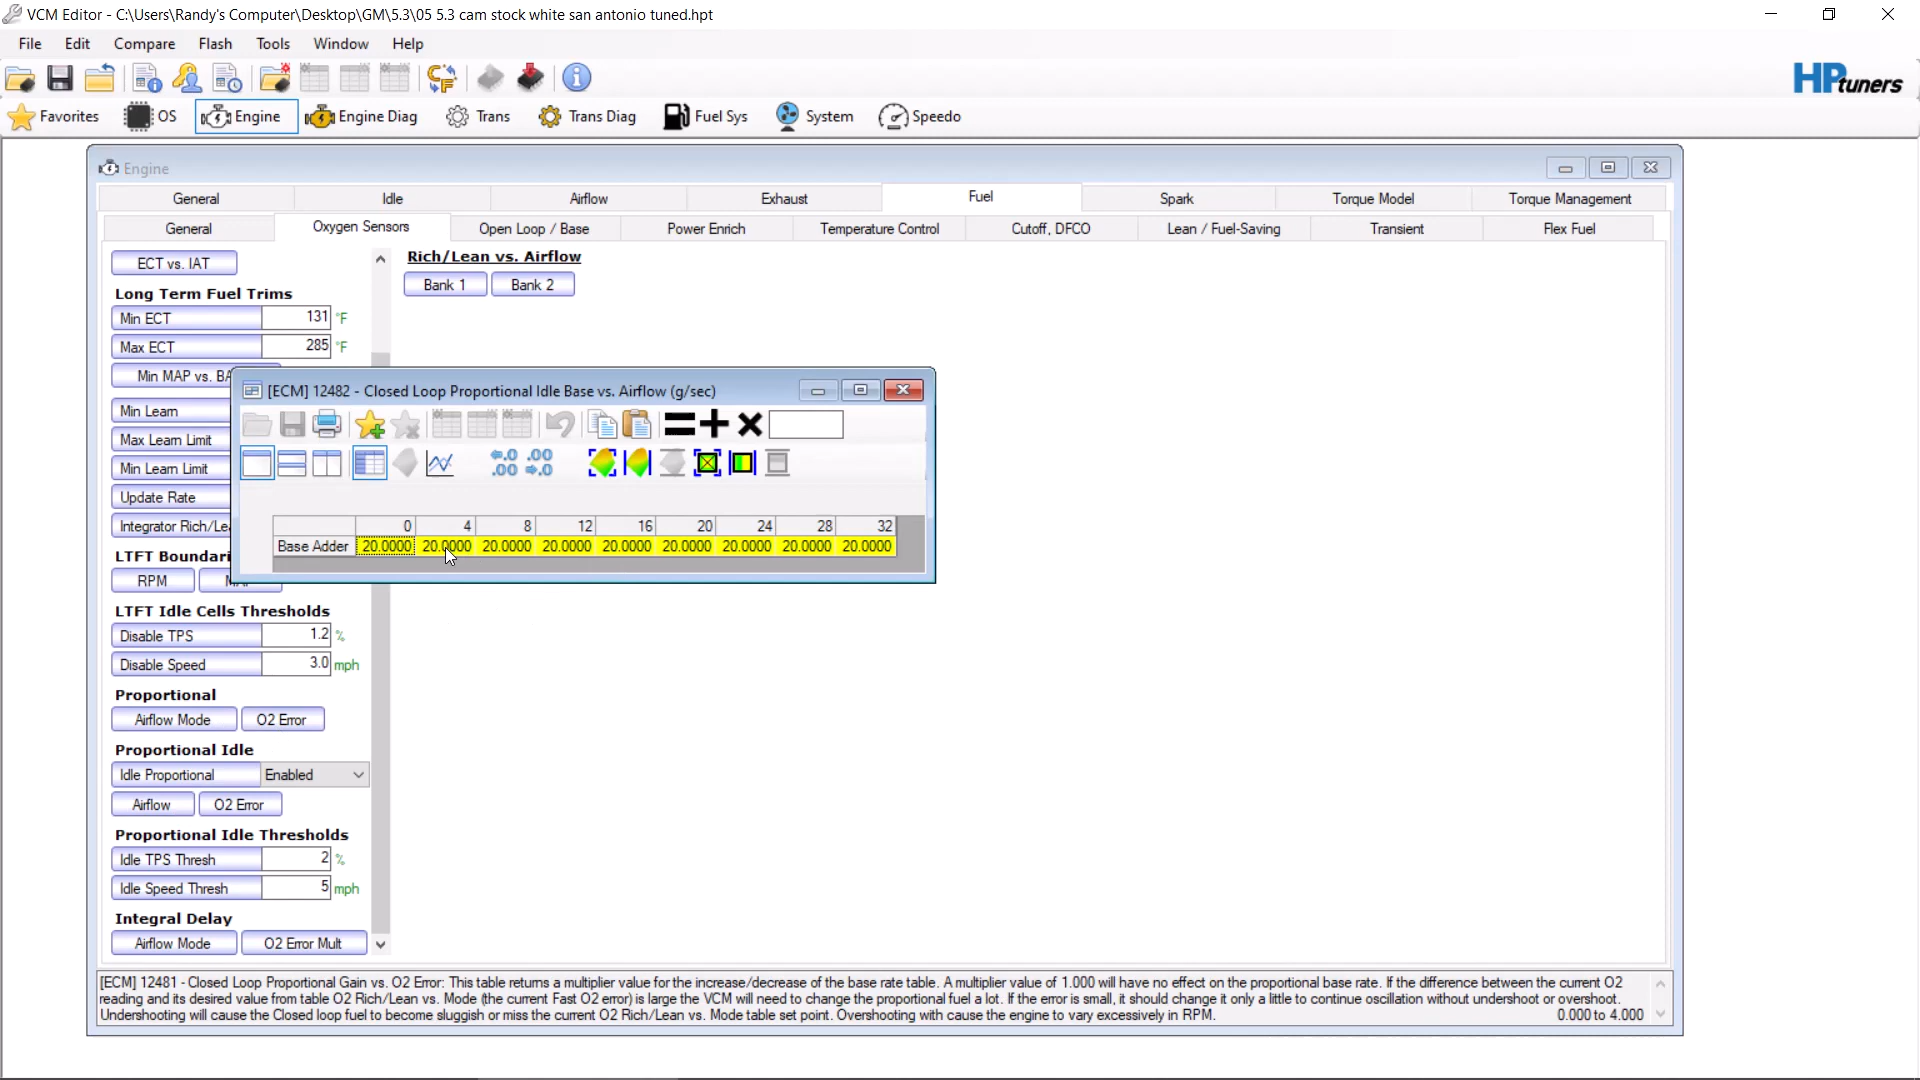 VCM Editor - C:\Users\Randy's Computer\Desktop\GM\5.3\05 5.3 cam stock white san antonio tuned.hpt
File Edit Compare Flash Tools Window Help
HPtuners
Favorites OS Engine Engine Diag Trans Trans Diag Fuel Sys System Speedo
Engine
General Idle Airflow Exhaust Fuel Spark Torque Model Torque Management
General Oxygen Sensors Open Loop / Base Power Enrich Temperature Control Cutoff, DFCO Lean / Fuel-Saving Transient Flex Fuel
ECT vs. IAT
Rich/Lean vs. Airflow
Bank 1 Bank 2
Long Term Fuel Trims
Min ECT 131 °F
Max ECT 285 °F
Min MAP vs. BA
Min Learn
Max Learn Limit
Min Learn Limit
Update Rate
Integrator Rich/Le
LTFT Boundari
RPM
[ECM] 12482 - Closed Loop Proportional Idle Base vs. Airflow (g/sec)
0 4 8 12 16 20 24 28 32
Base Adder 20.0000 20.0000 20.0000 20.0000 20.0000 20.0000 20.0000 20.0000 20.0000
LTFT Idle Cells Thresholds
Disable TPS 1.2 %
Disable Speed 3.0 mph
Proportional
Airflow Mode O2 Error
Proportional Idle
Idle Proportional Enabled
Airflow O2 Error
Proportional Idle Thresholds
Idle TPS Thresh 2 %
Idle Speed Thresh 5 mph
Integral Delay
Airflow Mode O2 Error Mult
[ECM] 12481 - Closed Loop Proportional Gain vs. O2 Error: This table returns a multiplier value for the increase/decrease of the base rate table. A multiplier value of 1.000 will have no effect on the proportional base rate. If the difference between the current O2
reading and its desired value from table O2 Rich/Lean vs. Mode (the current Fast O2 error) is large the VCM will need to change the proportional fuel a lot. If the error is small, it should change it only a little to continue oscillation without undershoot or overshoot.
Undershooting will cause the Closed loop fuel to become sluggish or miss the current O2 Rich/Lean vs. Mode table set point. Overshooting with cause the engine to vary excessively in RPM. 0.000 to 4.000